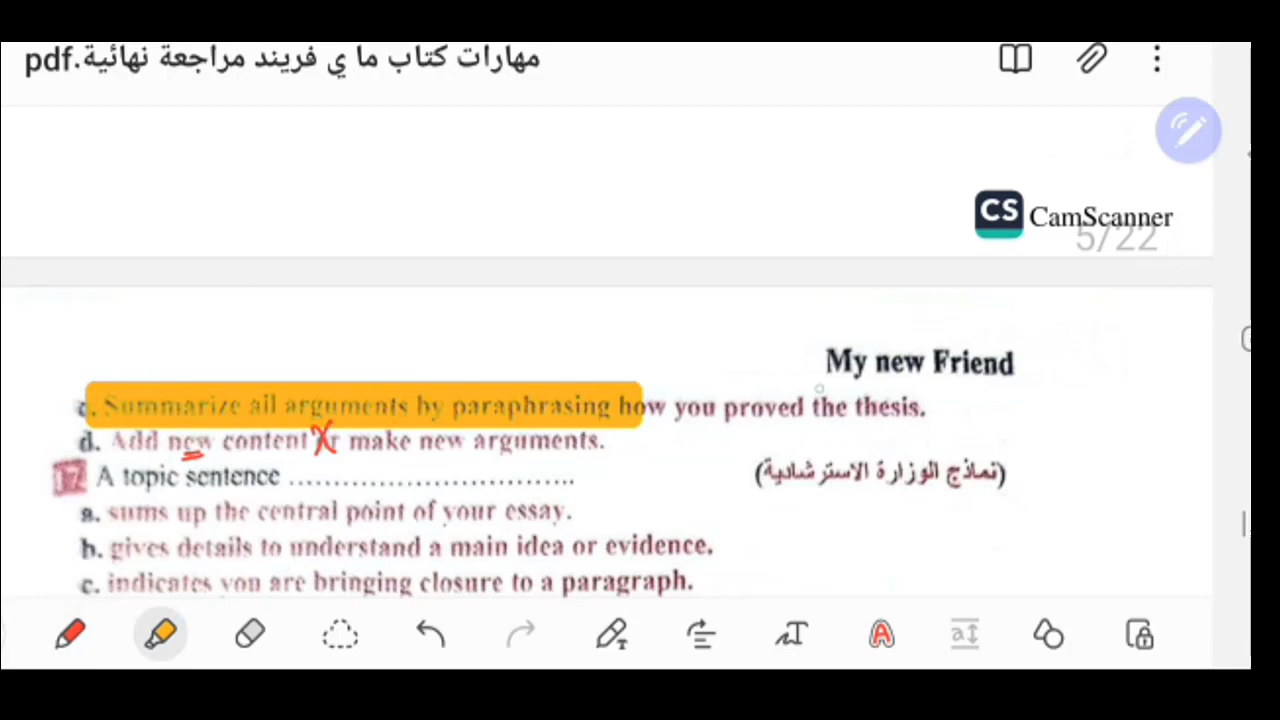 مهارات كتاب ما ي فريند مراجعة نهائية.pdf
CS CamScanner
5/22
My new Friend
c. Summarize all arguments by paraphrasing how you proved the thesis.
d. Add new content or make new arguments.
17 A topic sentence ................................ (نماذج الوزارة الاسترشادية)
a. sums up the central point of your essay.
b. gives details to understand a main idea or evidence.
c. indicates you are bringing closure to a paragraph.